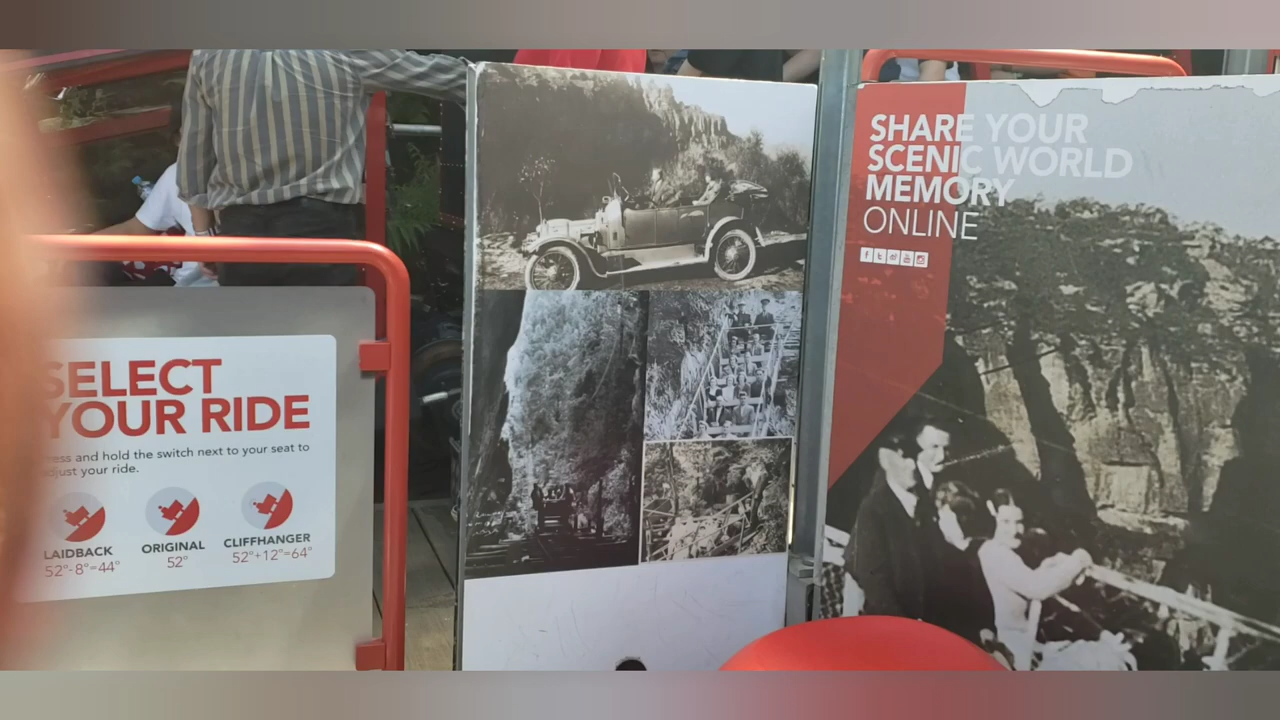 SELECT
YOUR RIDE
and hold the switch next to your seat to
your ride.
LAIDBACK
52°-8°=44°
ORIGINAL
52°
CLIFFHANGER
52°+12°=64°
SHARE YOUR
SCENIC WORLD
MEMORY
ONLINE